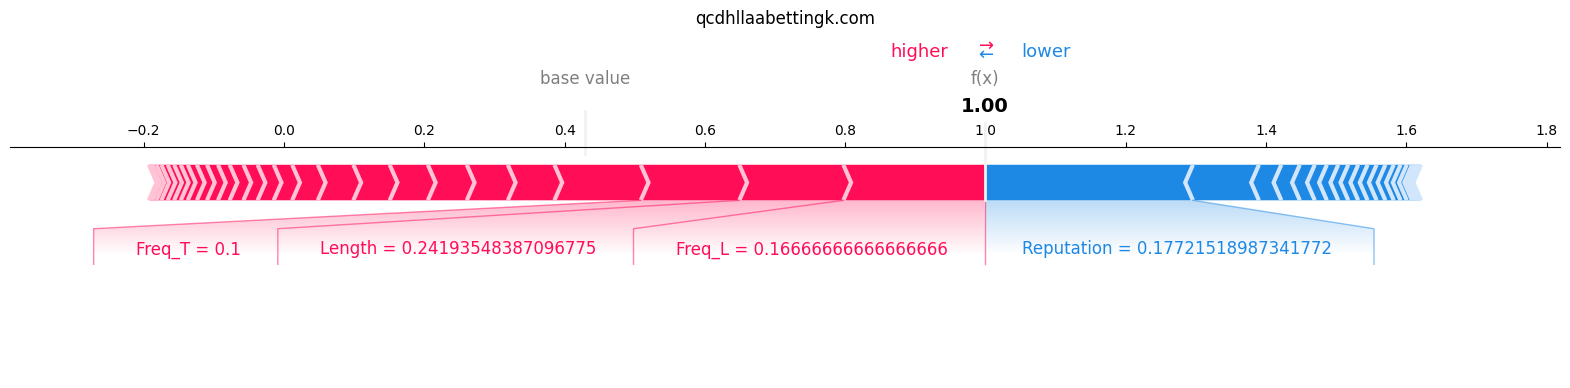 qcdhllaabettingk.com
higher → ← lower
base value f(x)
1.00
−0.2 0.0 0.2 0.4 0.6 0.8 1.0 1.2 1.4 1.6 1.8
Freq_T = 0.1 Length = 0.24193548387096775 Freq_L = 0.16666666666666666 Reputation = 0.17721518987341772